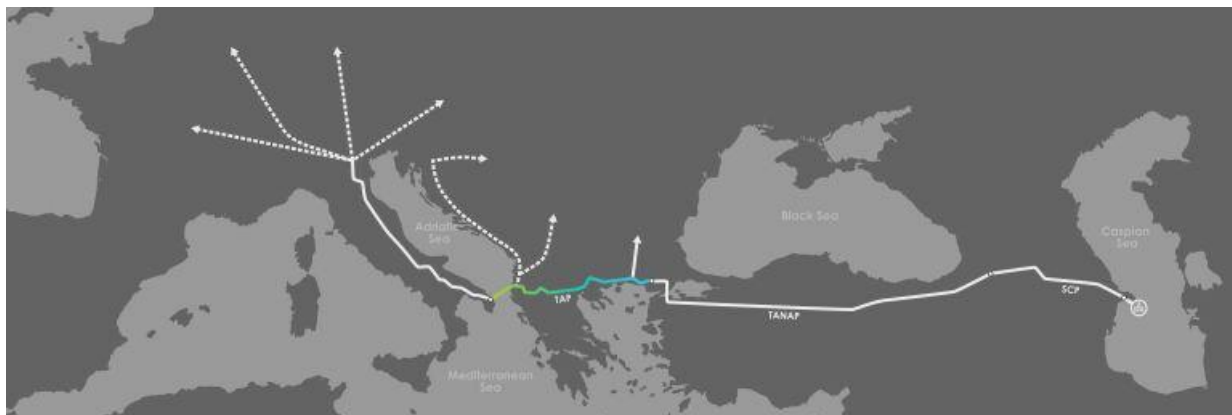 Black Sea
Adriatic
Sea
Caspian
Sea
SCP
TAP
TANAP
Mediterranean
Sea